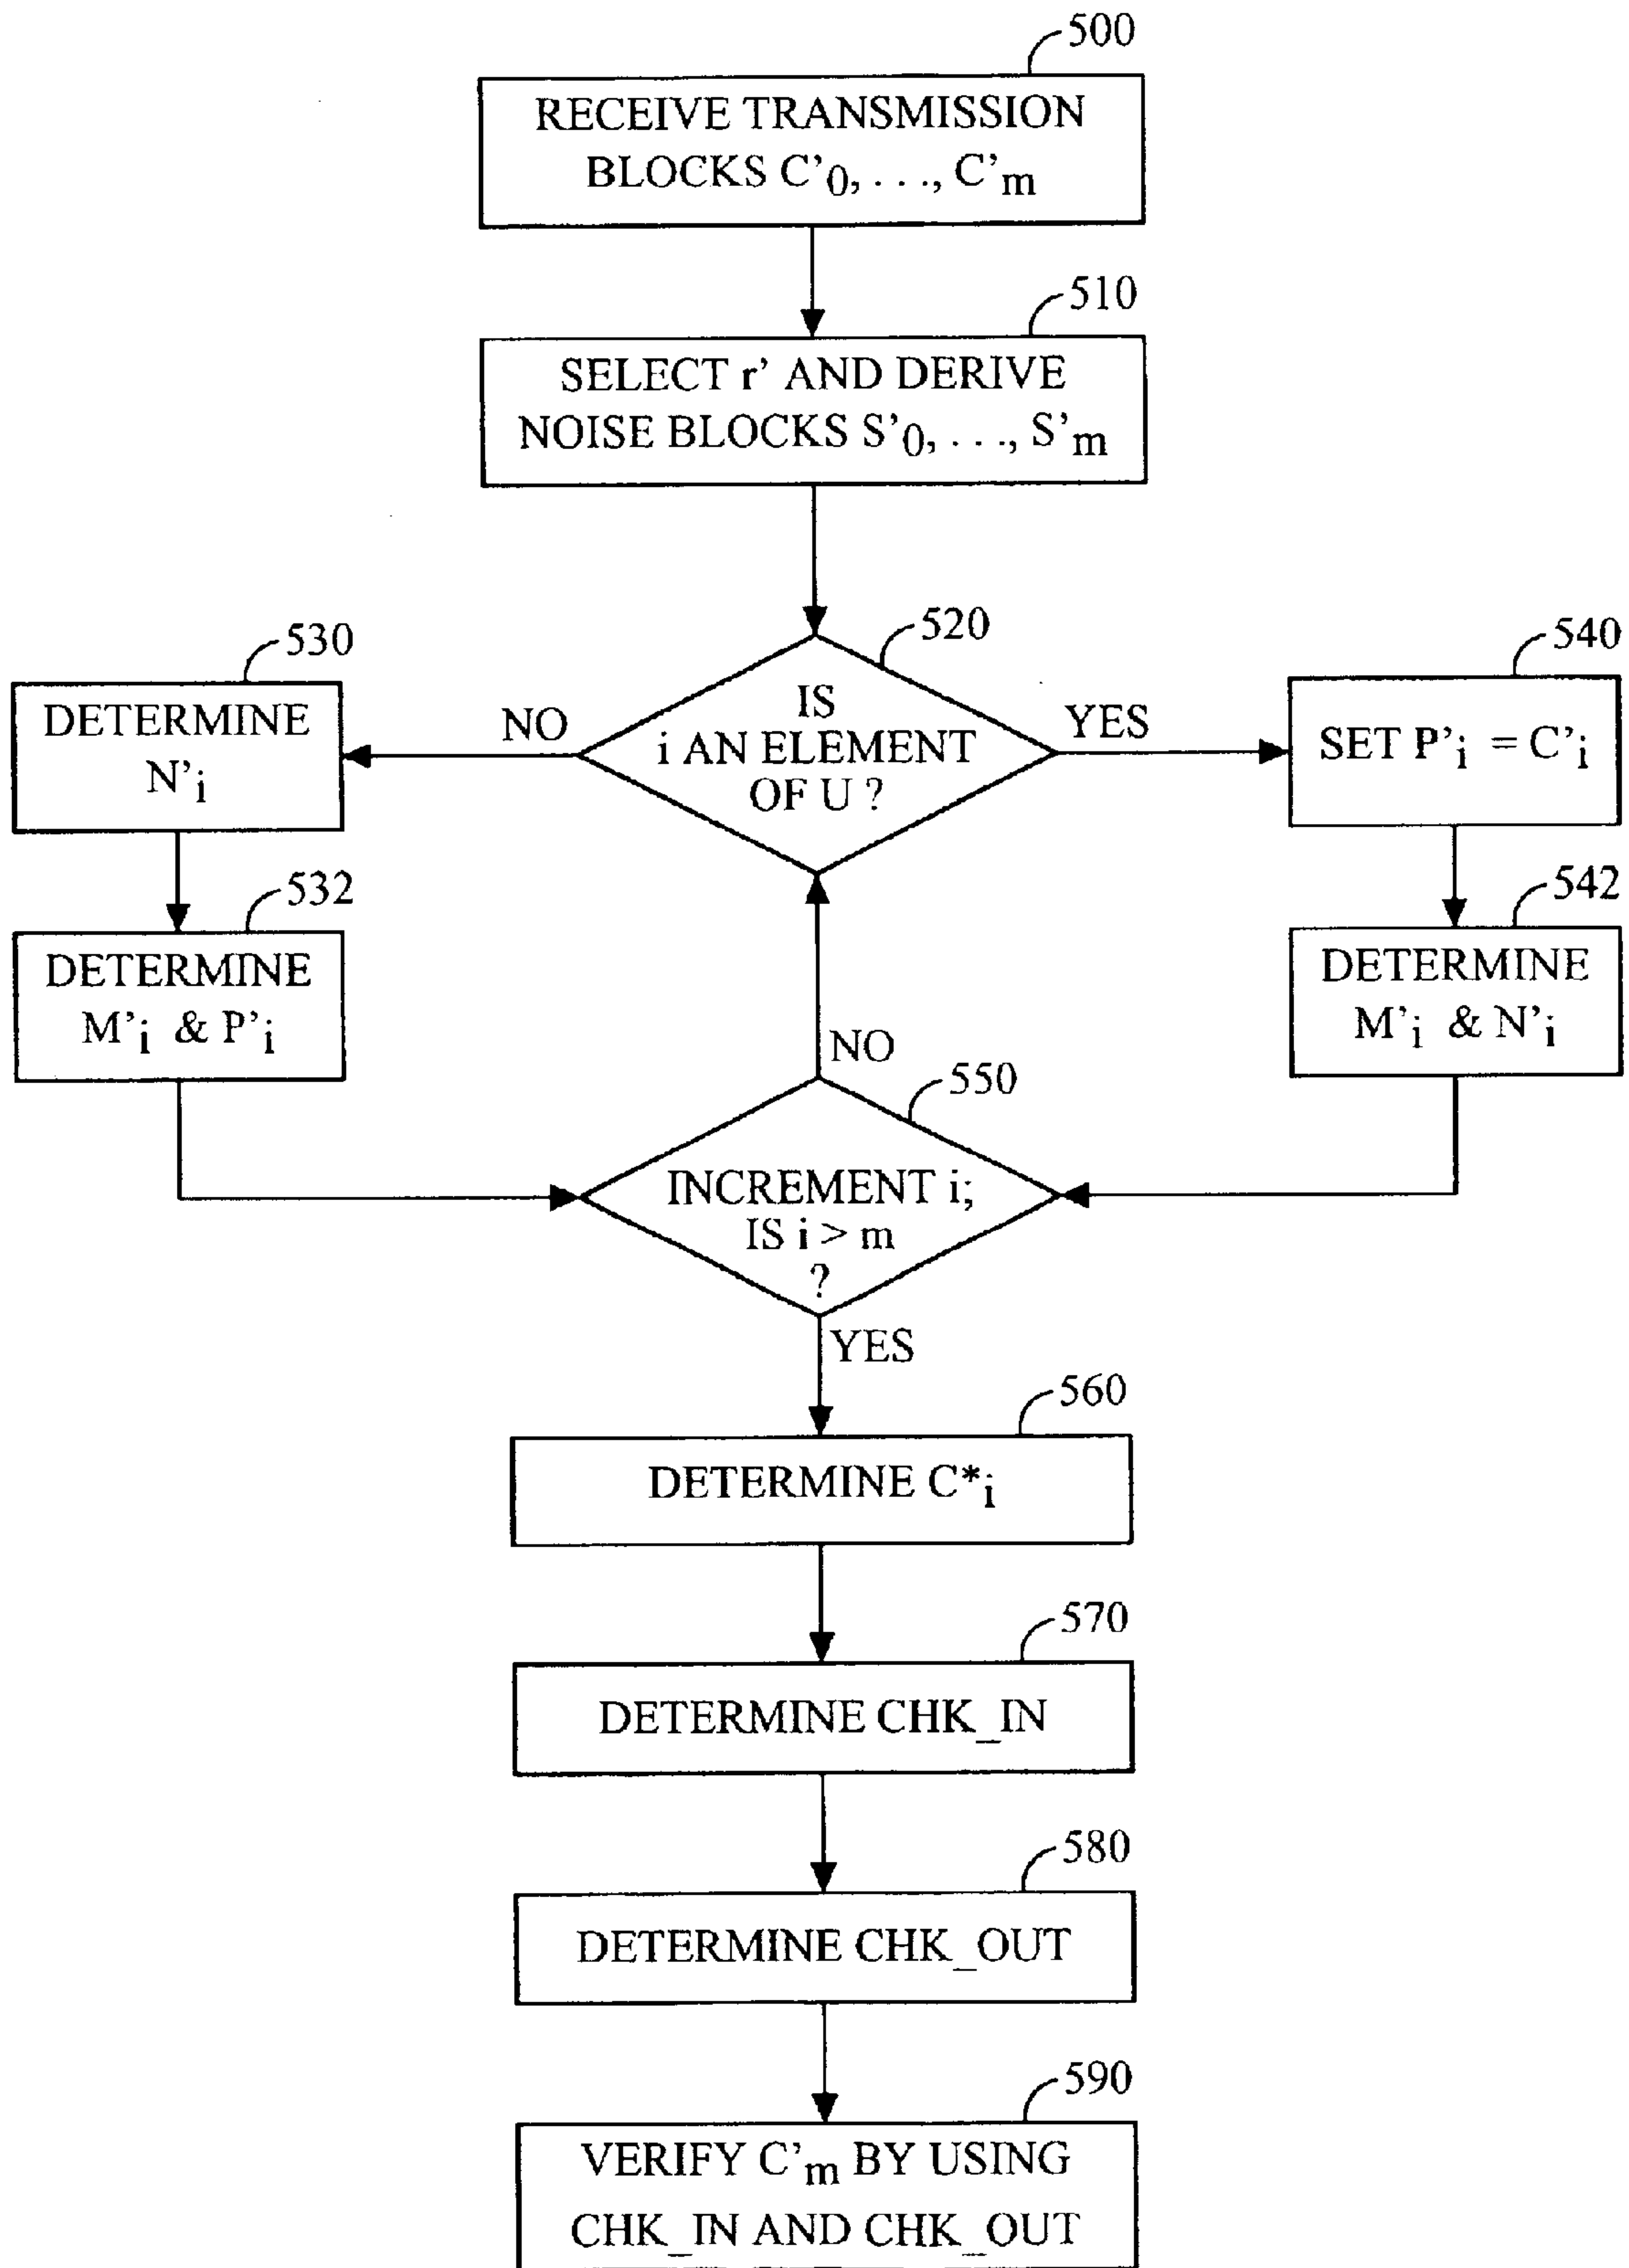 500
RECEIVE TRANSMISSION
BLOCKS C'0, . . ., C'm
510
SELECT r' AND DERIVE
NOISE BLOCKS S'0, . . ., S'm
520
IS
i AN ELEMENT
OF U ?
NO
YES
530
DETERMINE
N'i
540
SET P'i = C'i
532
DETERMINE
M'i & P'i
542
DETERMINE
M'i & N'i
NO
550
INCREMENT i;
IS i > m
?
YES
560
DETERMINE C*i
570
DETERMINE CHK_IN
580
DETERMINE CHK_OUT
590
VERIFY C'm BY USING
CHK_IN AND CHK_OUT